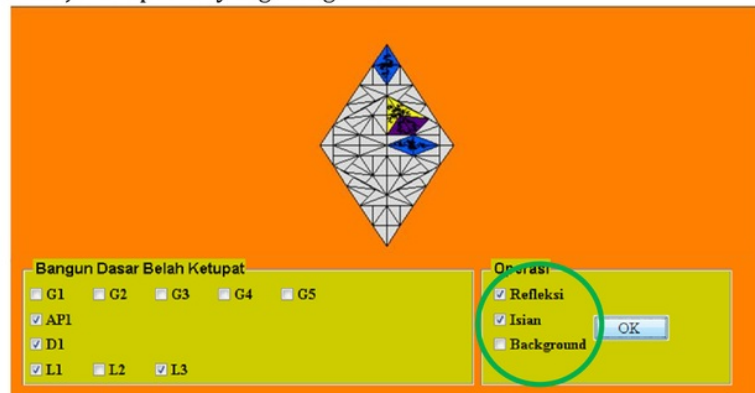 Bangun Dasar Belah Ketupat
G1 G2 G3 G4 G5
AP1
D1
L1 L2 L3
Operasi
Refleksi
Isian
Background
OK